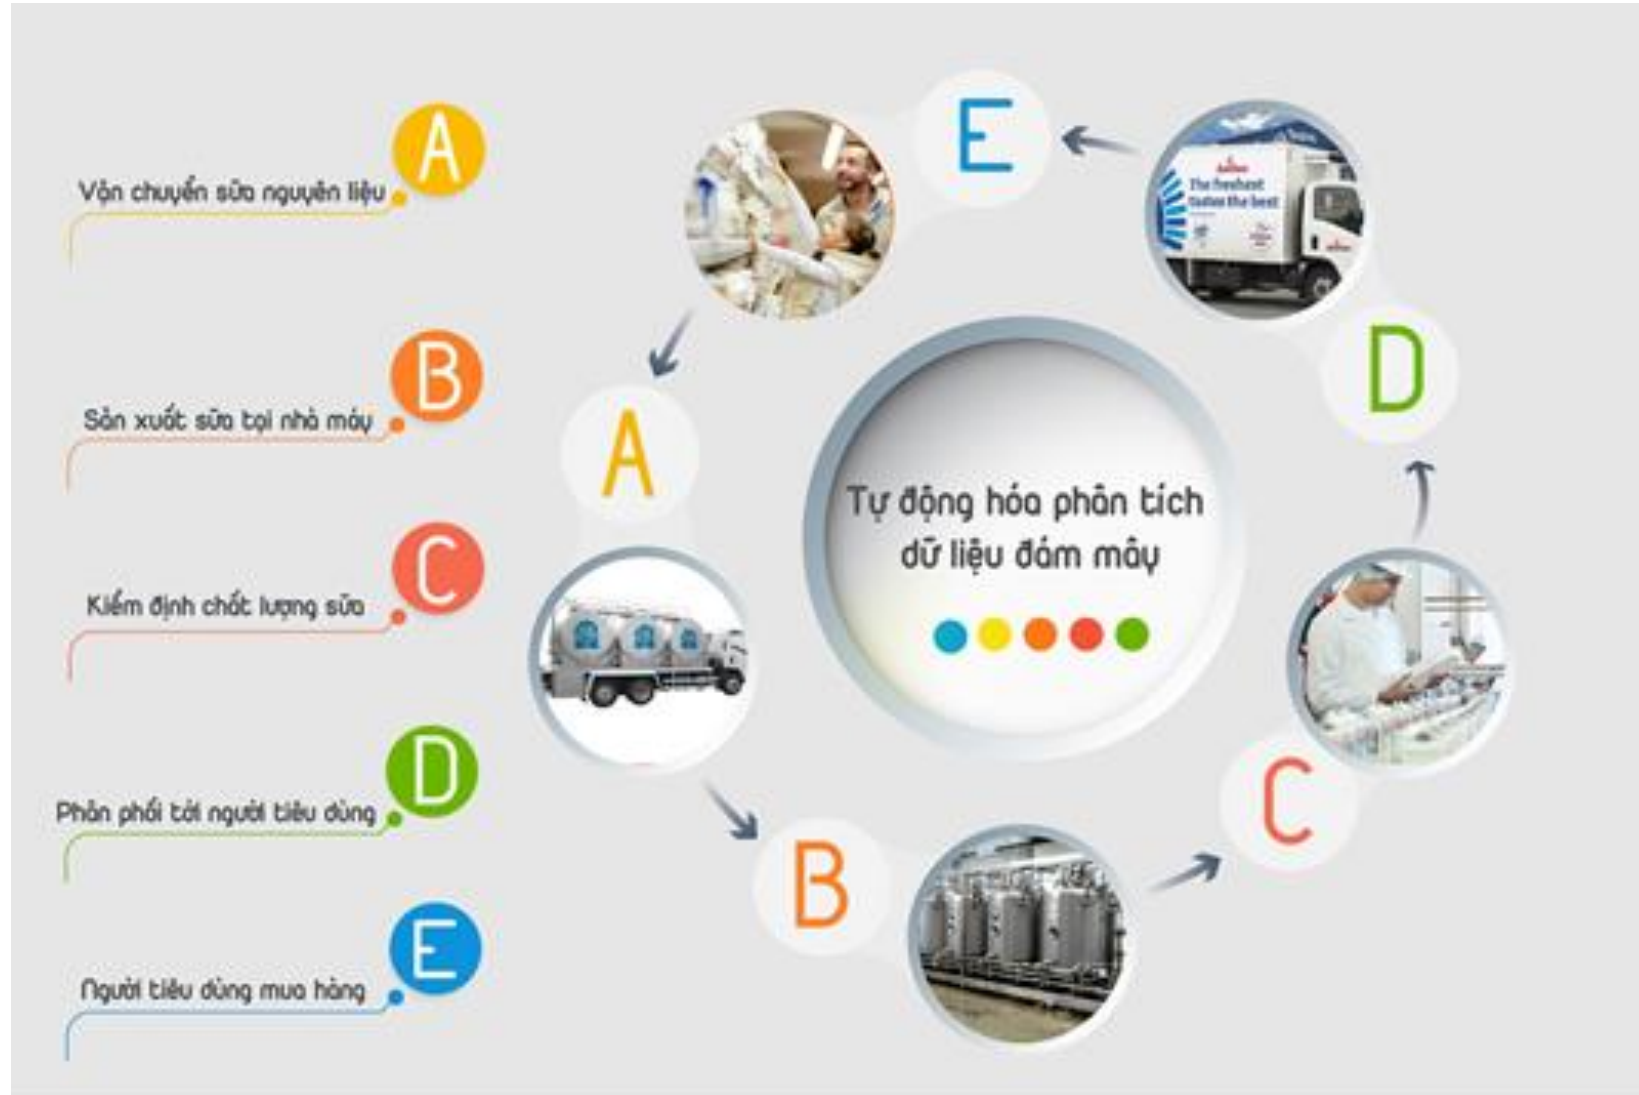 A
Vận chuyển sữa nguyên liệu
B
Sản xuất sữa tại nhà máy
C
Kiểm định chất lượng sữa
D
Phân phối tới người tiêu dùng
E
Người tiêu dùng mua hàng
E
The freshest
tastes the best
D
A
Tự động hóa phân tích
dữ liệu đám mây
C
B